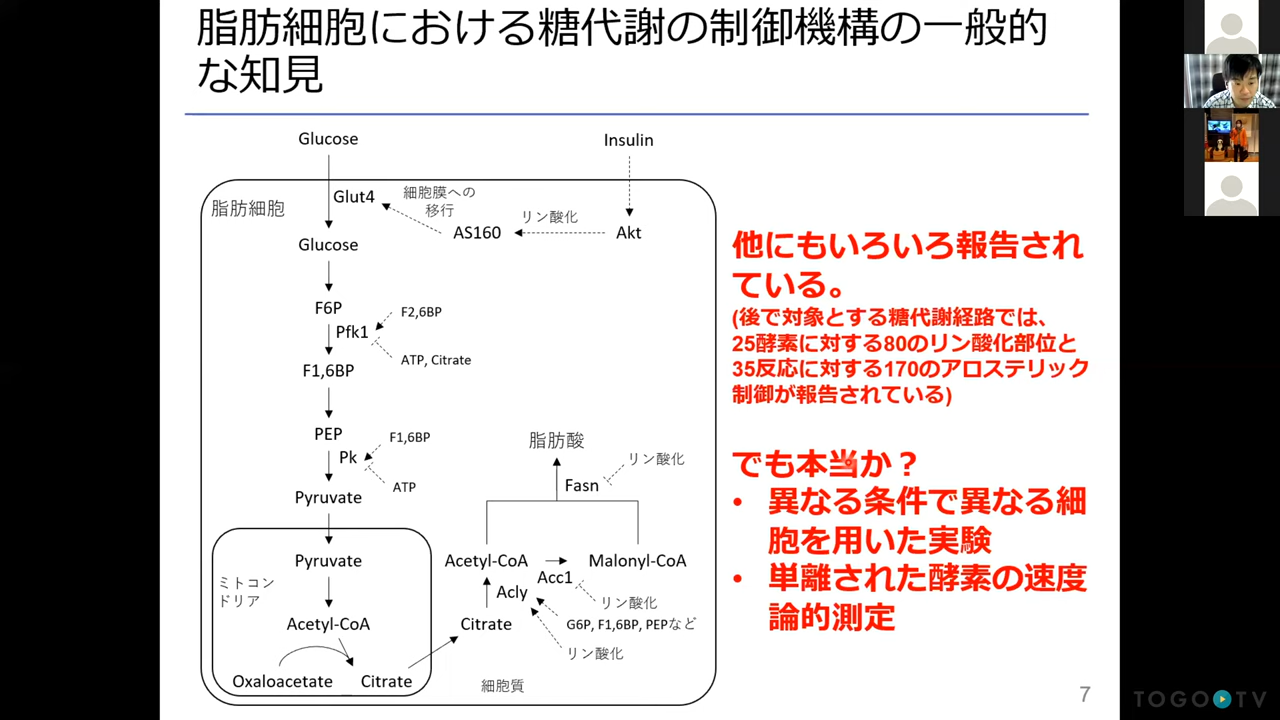 脂肪細胞における糖代謝の制御機構の一般的
な知見
Glucose
Insulin
脂肪細胞
Glut4
細胞膜への
移行
リン酸化
AS160
Akt
Glucose
F6P
F2,6BP
Pfk1
ATP, Citrate
F1,6BP
PEP
F1,6BP
Pk
ATP
Pyruvate
脂肪酸
リン酸化
Fasn
Pyruvate
Acetyl-CoA
Malonyl-CoA
Acc1
ミトコン
ドリア
Acly
リン酸化
Acetyl-CoA
Citrate
G6P, F1,6BP, PEPなど
リン酸化
Oxaloacetate
Citrate
細胞質
他にもいろいろ報告され
ている。
(後で対象とする糖代謝経路では、
25酵素に対する80のリン酸化部位と
35反応に対する170のアロステリック
制御が報告されている)
でも本当か？
• 異なる条件で異なる細
胞を用いた実験
• 単離された酵素の速度
論的測定
7
TOGO TV